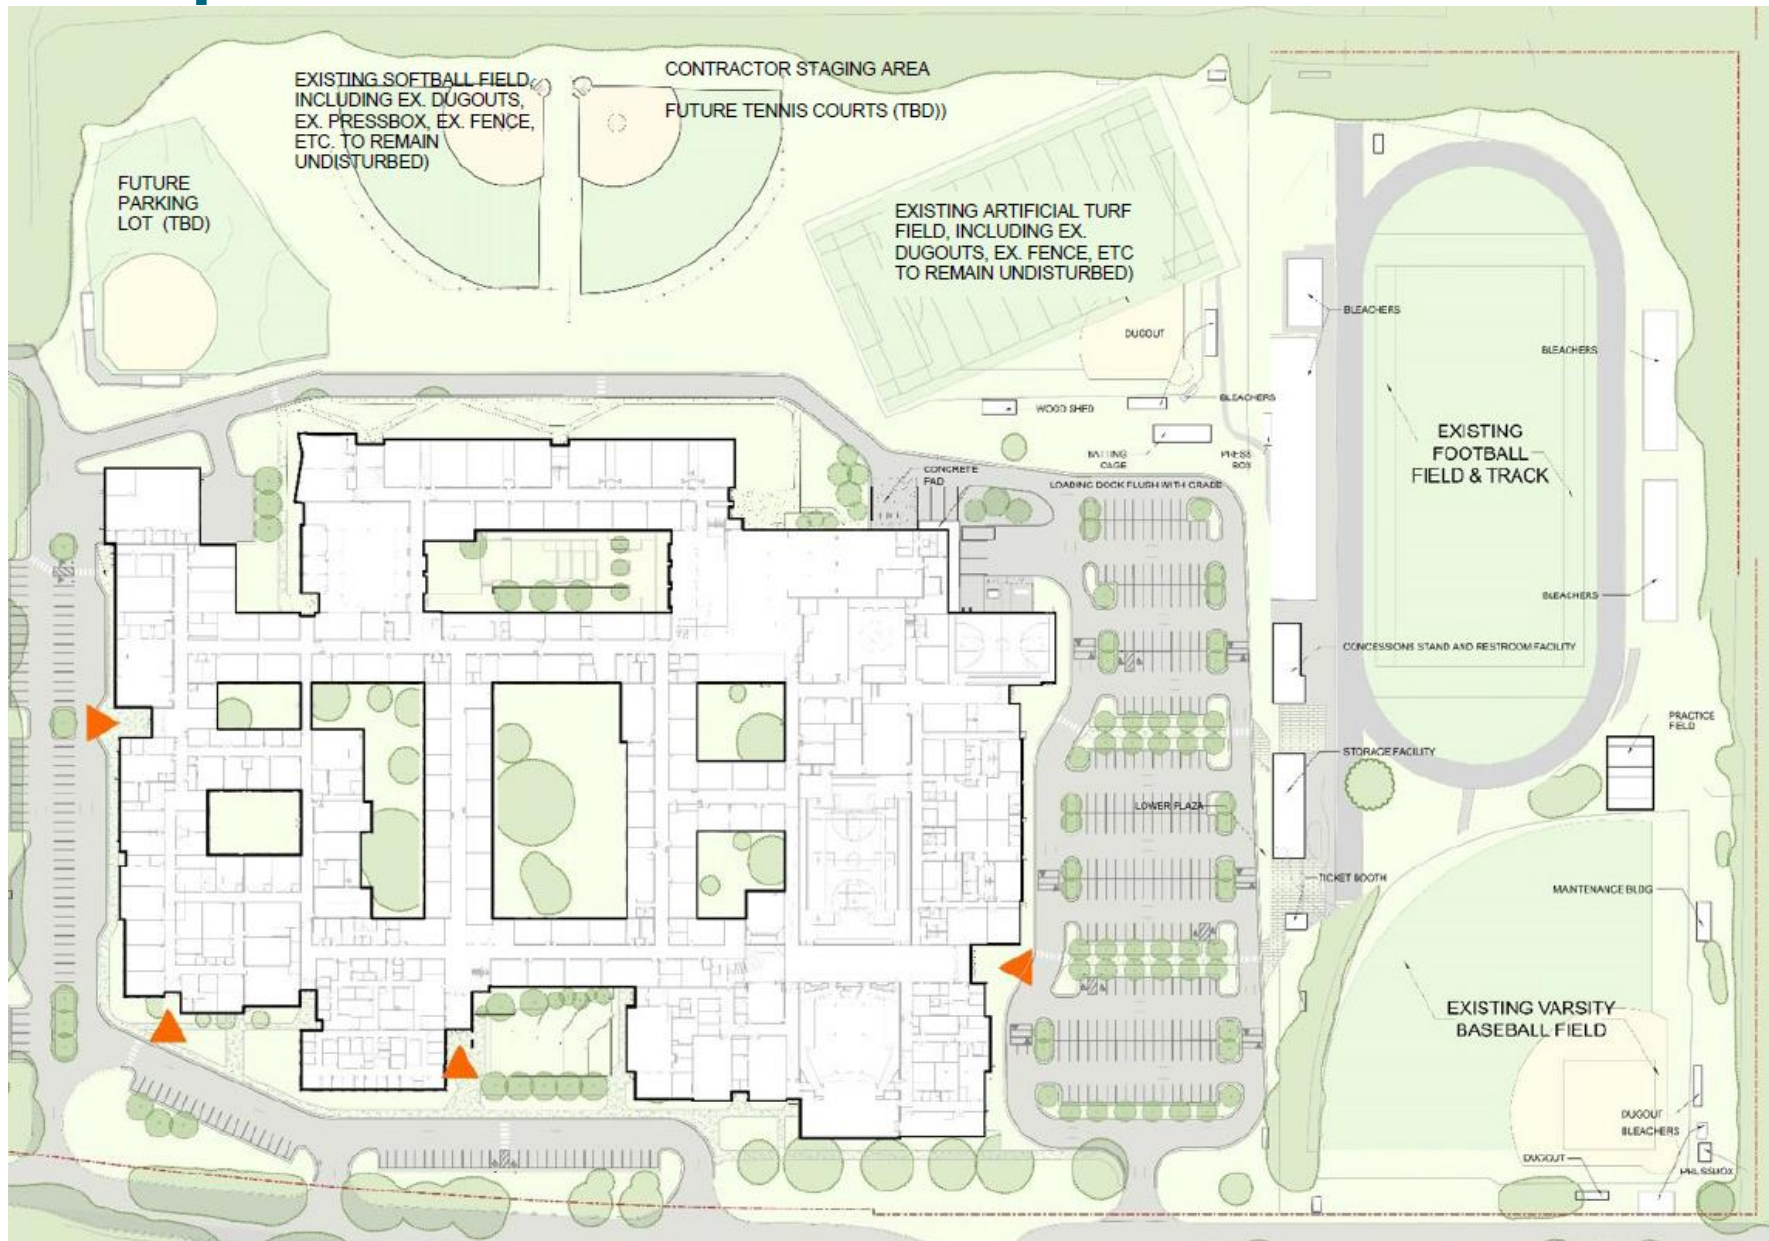 EXISTING SOFTBALL FIELD,
INCLUDING EX. DUGOUTS,
EX. PRESSBOX, EX. FENCE,
ETC. TO REMAIN
UNDISTURBED)
CONTRACTOR STAGING AREA
FUTURE TENNIS COURTS (TBD))
FUTURE
PARKING
LOT (TBD)
EXISTING ARTIFICIAL TURF
FIELD, INCLUDING EX.
DUGOUTS, EX. FENCE, ETC
TO REMAIN UNDISTURBED)
DUGOUT
BLEACHERS
BLEACHERS
BLEACHERS
WOOD SHED
BATTING
CAGE
PRESS
BOX
CONCRETE
PAD
LOADING DOCK FLUSH WITH GRADE
EXISTING
FOOTBALL
FIELD & TRACK
BLEACHERS
CONCESSIONS STAND AND RESTROOM FACILITY
PRACTICE
FIELD
STORAGE FACILITY
LOWER PLAZA
TICKET BOOTH
MANTENANCE BLDG
EXISTING VARSITY
BASEBALL FIELD
DUGOUT
BLEACHERS
DUGOUT
PRESSBOX